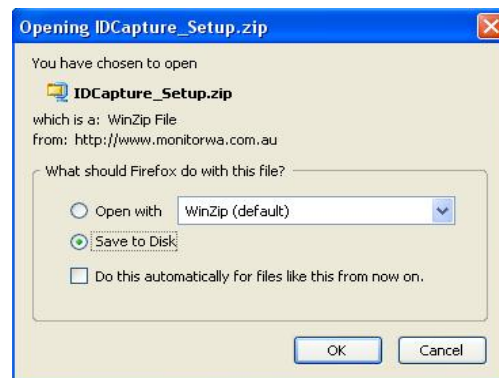 Opening IDCapture_Setup.zip
You have chosen to open
IDCapture_Setup.zip
which is a: WinZip File
from: http://www.monitorwa.com.au
What should Firefox do with this file?
Open with WinZip (default)
Save to Disk
Do this automatically for files like this from now on.
OK Cancel